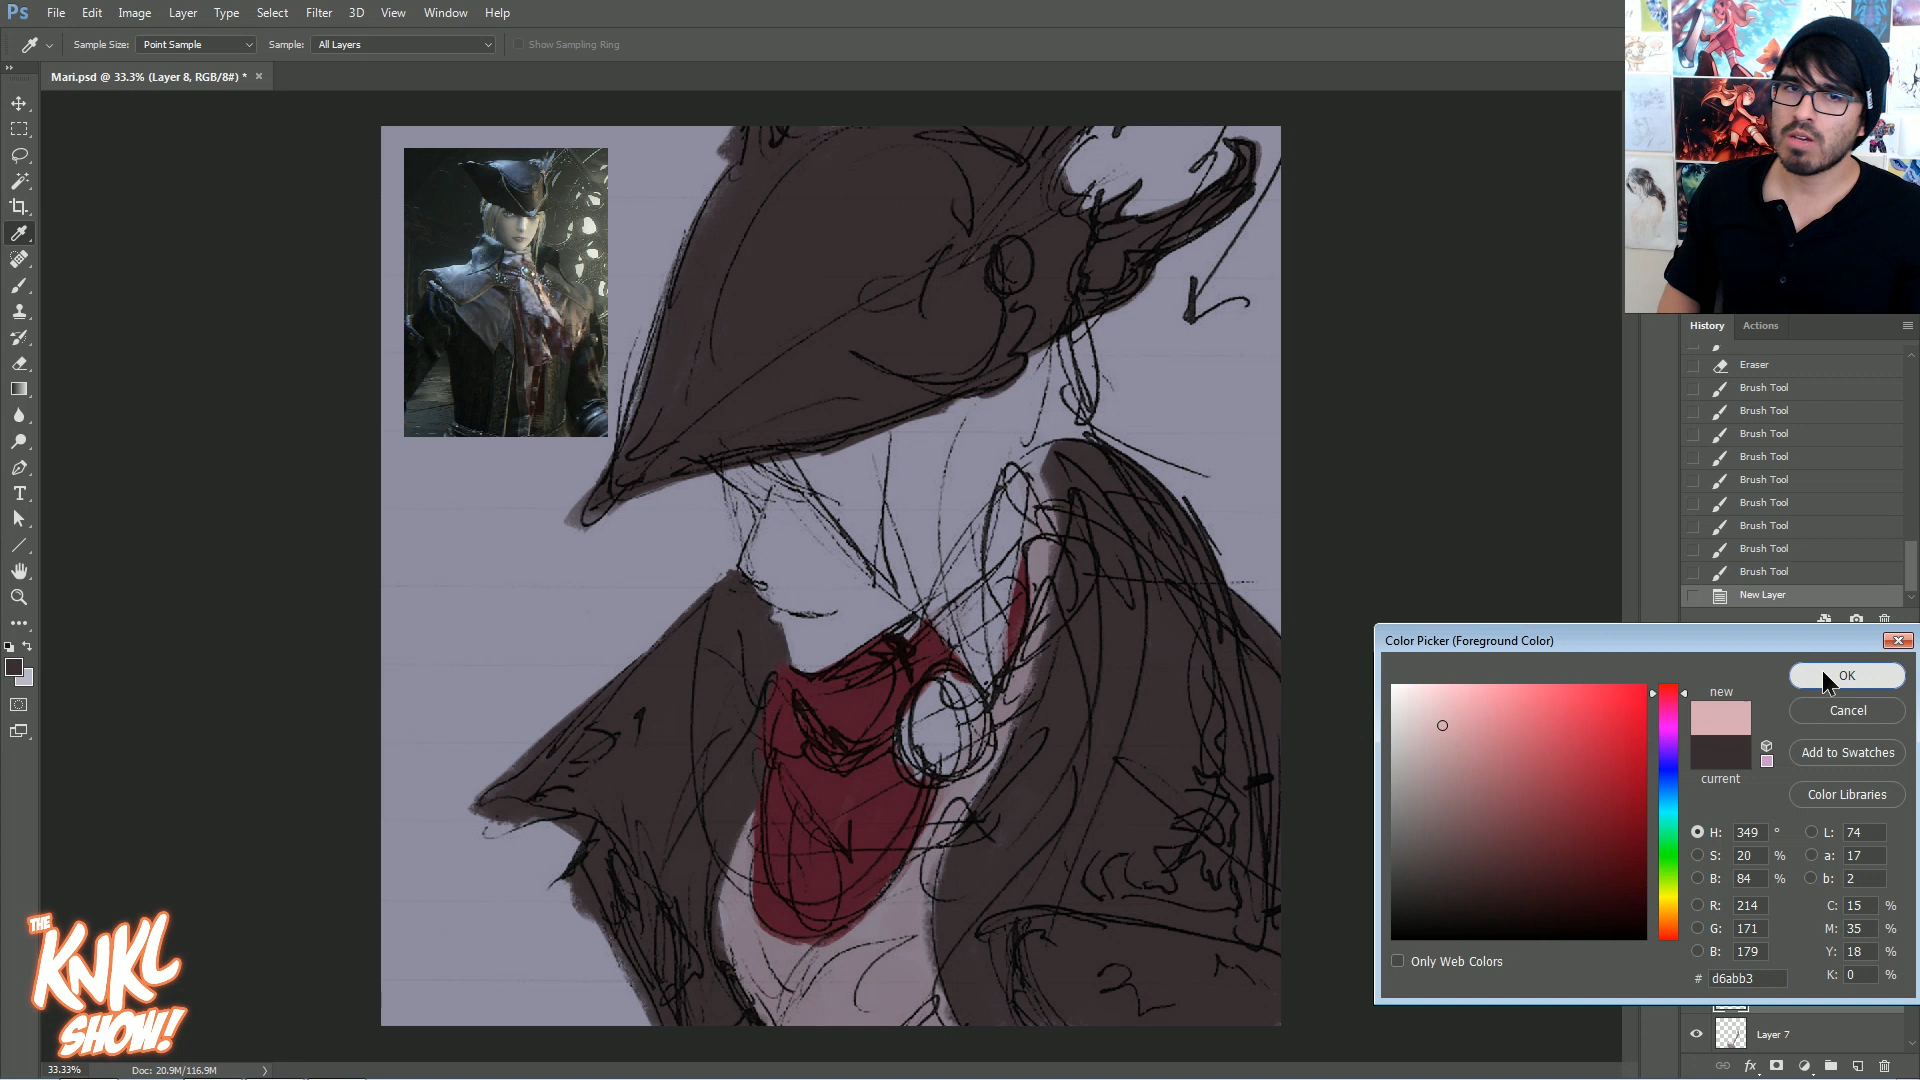 Ps File Edit Image Layer Type Select Filter 3D View Window Help
Sample Size: Point Sample Sample: All Layers Show Sampling Ring
Mari.psd @ 33.3% (Layer 8, RGB/8#) *
History Actions
Eraser
Brush Tool
Brush Tool
Brush Tool
Brush Tool
Brush Tool
Brush Tool
Brush Tool
Brush Tool
Brush Tool
New Layer
Color Picker (Foreground Color)
new
OK
Cancel
Add to Swatches
current
Color Libraries
H: 349 ° L: 74
S: 20 % a: 17
B: 84 % b: 2
R: 214 C: 15 %
G: 171 M: 35 %
B: 179 Y: 18 %
# d6abb3 K: 0 %
Only Web Colors
THE
KNKL
SHOW!
Layer 7
fx
33.33% Doc: 20.9M/116.9M